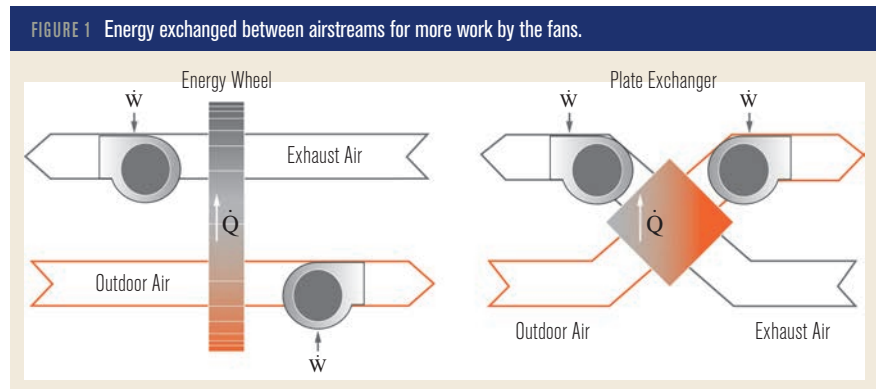 FIGURE 1 Energy exchanged between airstreams for more work by the fans.
Energy Wheel
Ẇ
Exhaust Air
Q̇
Outdoor Air
Ẇ
Plate Exchanger
Ẇ
Ẇ
Q̇
Outdoor Air
Exhaust Air